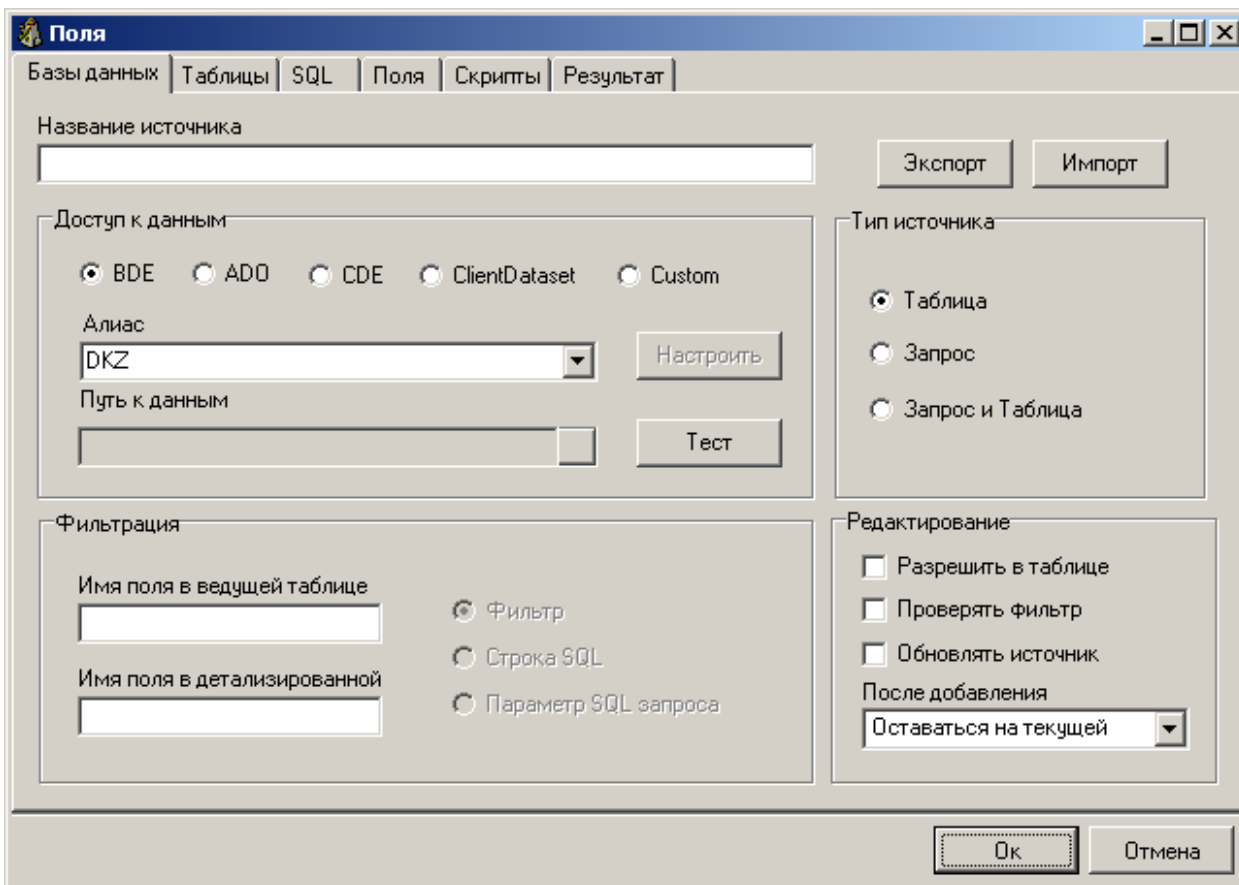 Поля
Базы данных Таблицы SQL Поля Скрипты Результат
Название источника
Экспорт Импорт
Доступ к данным
BDE ADO CDE ClientDataset Custom
Алиас
DKZ
Настроить
Путь к данным
Тест
Тип источника
Таблица
Запрос
Запрос и Таблица
Фильтрация
Имя поля в ведущей таблице
Имя поля в детализированной
Фильтр
Строка SQL
Параметр SQL запроса
Редактирование
Разрешить в таблице
Проверять фильтр
Обновлять источник
После добавления
Оставаться на текущей
Ок Отмена